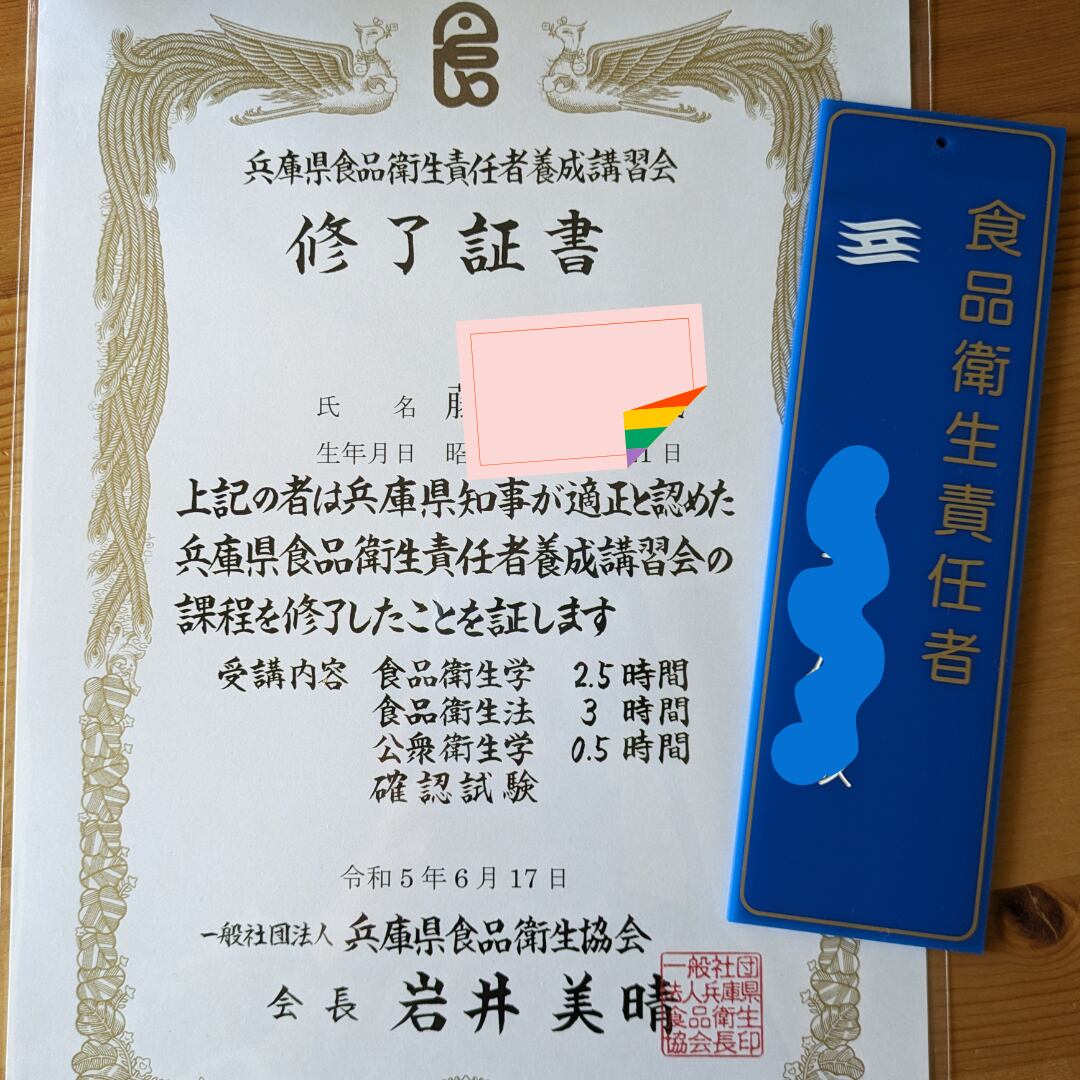 兵庫県食品衛生責任者養成講習会
修了証書
氏 名 藤
生年月日 昭 1日
上記の者は兵庫県知事が適正と認めた
兵庫県食品衛生責任者養成講習会の
課程を修了したことを証します
受講内容 食品衛生学 2.5時間
食品衛生法 3 時間
公衆衛生学 0.5時間
確認試験
令和5年6月17日
一般社団法人 兵庫県食品衛生協会
会長 岩井美晴
一般社団
法人兵庫県
食品衛生
協会長印
食品衛生責任者